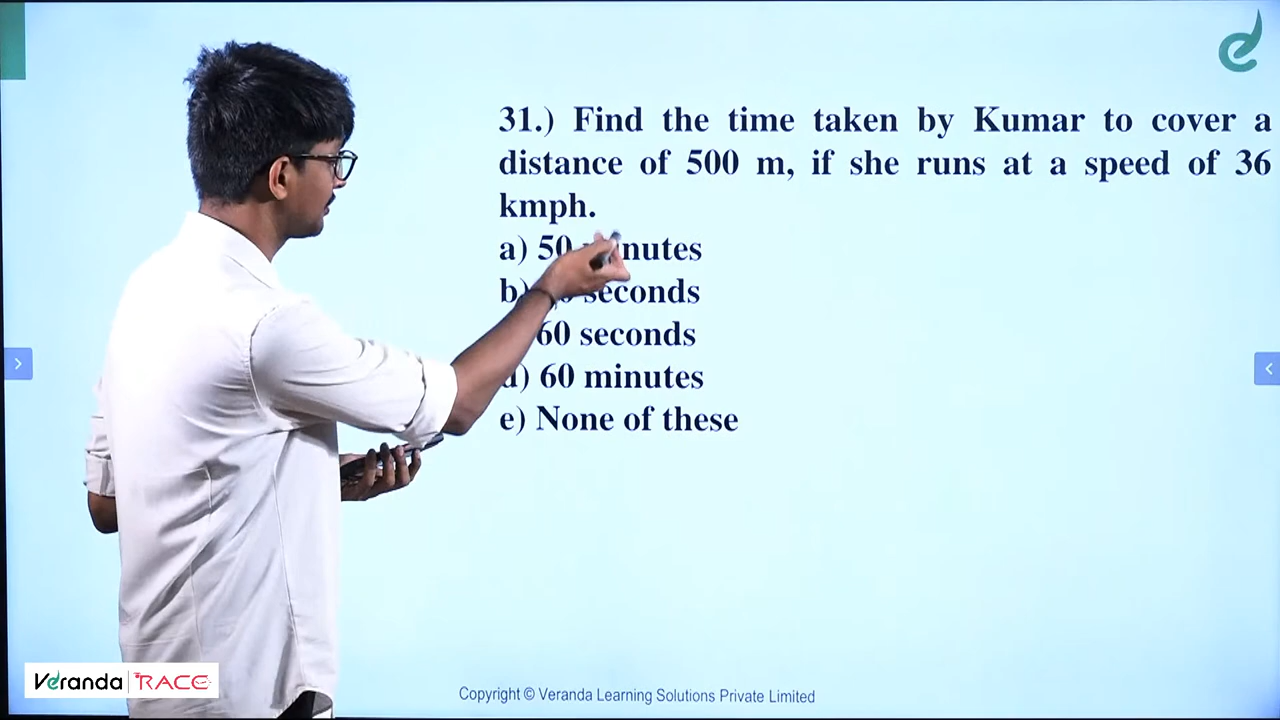 31.) Find the time taken by Kumar to cover a
distance of 500 m, if she runs at a speed of 36
kmph.
a) 50
b) seconds
60 seconds
d) 60 minutes
e) None of these
Veranda RACE
Copyright © Veranda Learning Solutions Private Limited